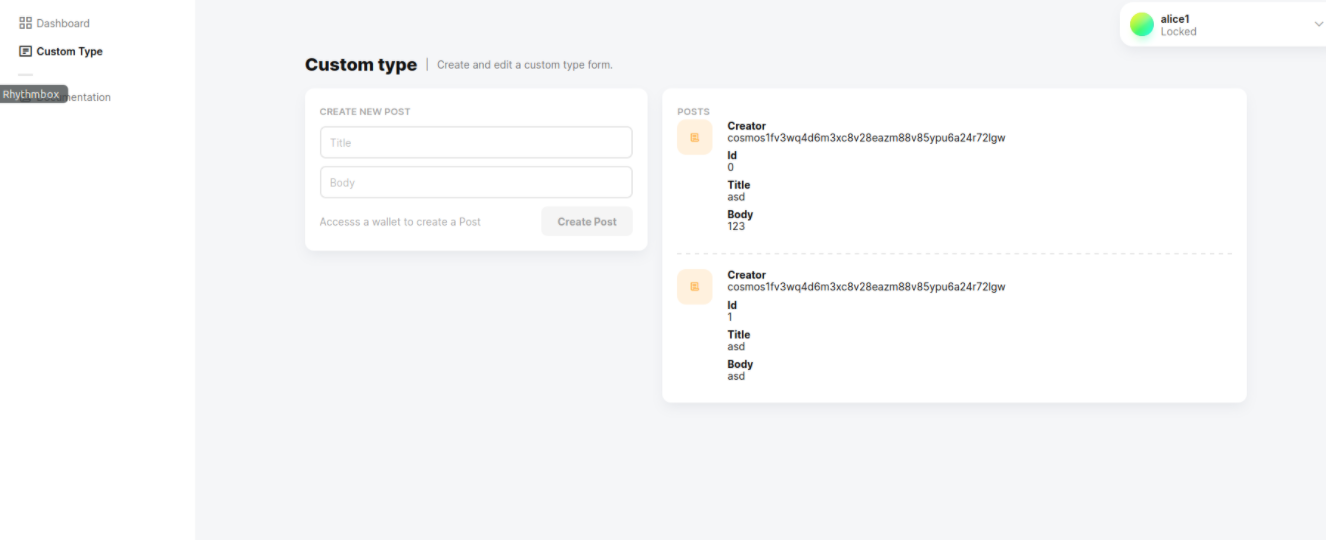 Dashboard
Custom Type
Rhythmbox
mentation
alice1
Locked
Custom type | Create and edit a custom type form.
CREATE NEW POST
Title
Body
Accesss a wallet to create a Post
Create Post
POSTS
Creator
cosmos1fv3wq4d6m3xc8v28eazm88v85ypu6a24r72lgw
Id
0
Title
asd
Body
123
Creator
cosmos1fv3wq4d6m3xc8v28eazm88v85ypu6a24r72lgw
Id
1
Title
asd
Body
asd